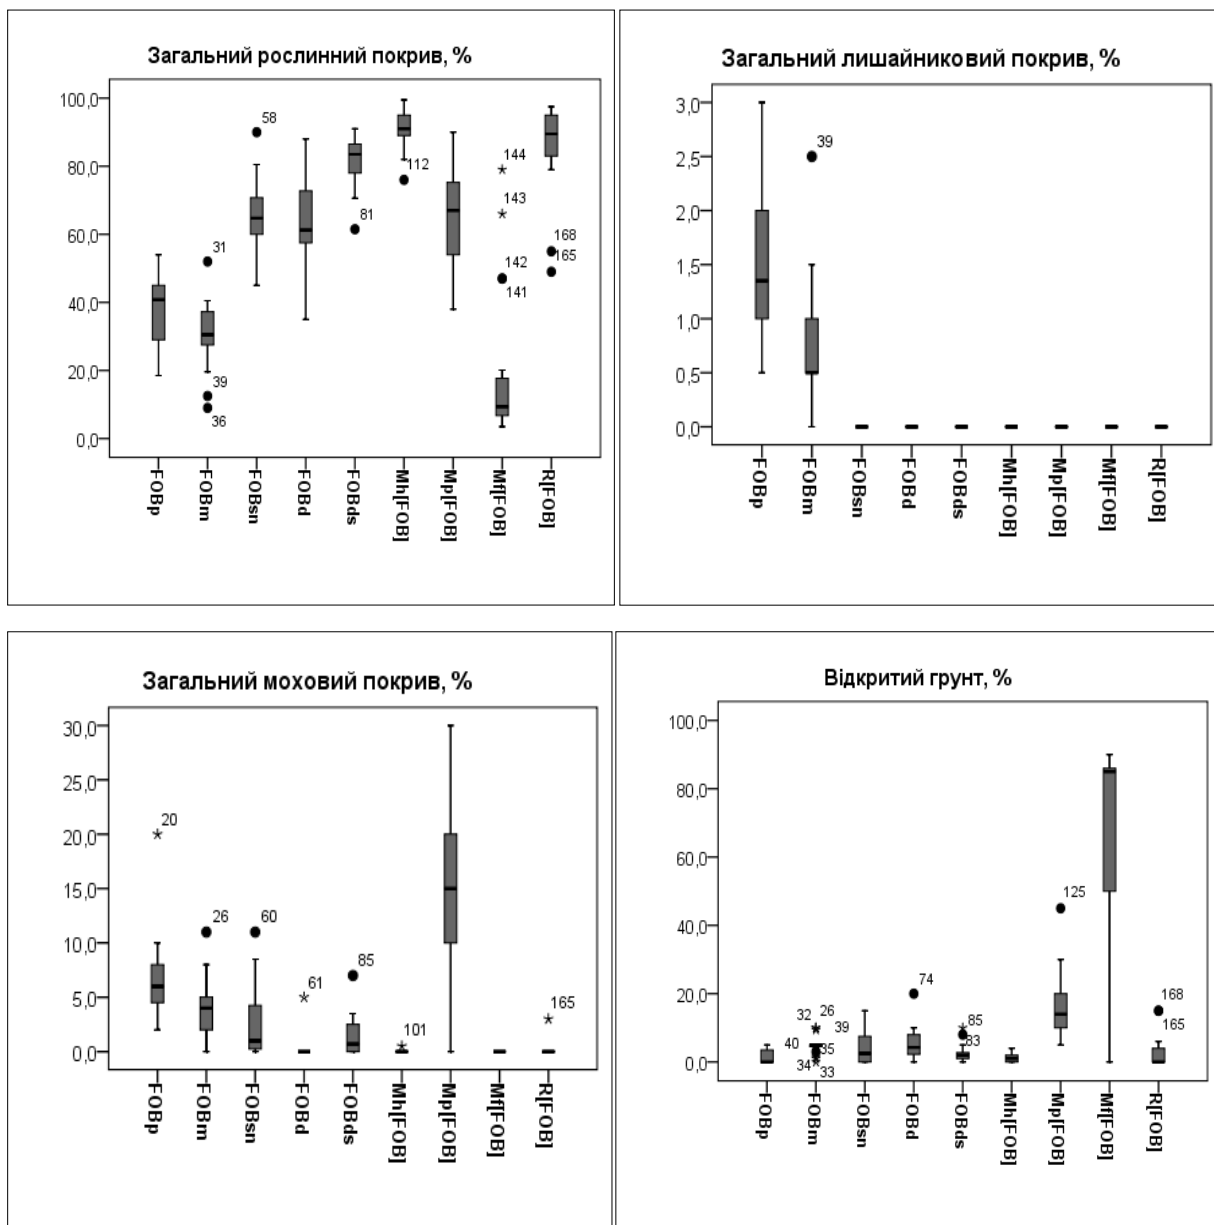 Загальний рослинний покрив, %
100,0
80,0
60,0
40,0
20,0
0,0
58
31
39
36
81
112
144
143
142
141
168
165
FOBp
FOBm
FOBsn
FOBd
FOBds
Mh[FOB]
Mp[FOB]
Mf[FOB]
R[FOB]
Загальний лишайниковий покрив, %
3,0
2,5
2,0
1,5
1,0
0,5
0,0
39
FOBp
FOBm
FOBsn
FOBd
FOBds
Mh[FOB]
Mp[FOB]
Mf[FOB]
R[FOB]
Загальний моховий покрив, %
30,0
25,0
20,0
15,0
10,0
5,0
0,0
20
26
60
61
85
101
165
FOBp
FOBm
FOBsn
FOBd
FOBds
Mh[FOB]
Mp[FOB]
Mf[FOB]
R[FOB]
Відкритий грунт, %
100,0
80,0
60,0
40,0
20,0
0,0
32 26
40 39
35
34 33
74
85
83
125
168
165
FOBp
FOBm
FOBsn
FOBd
FOBds
Mh[FOB]
Mp[FOB]
Mf[FOB]
R[FOB]